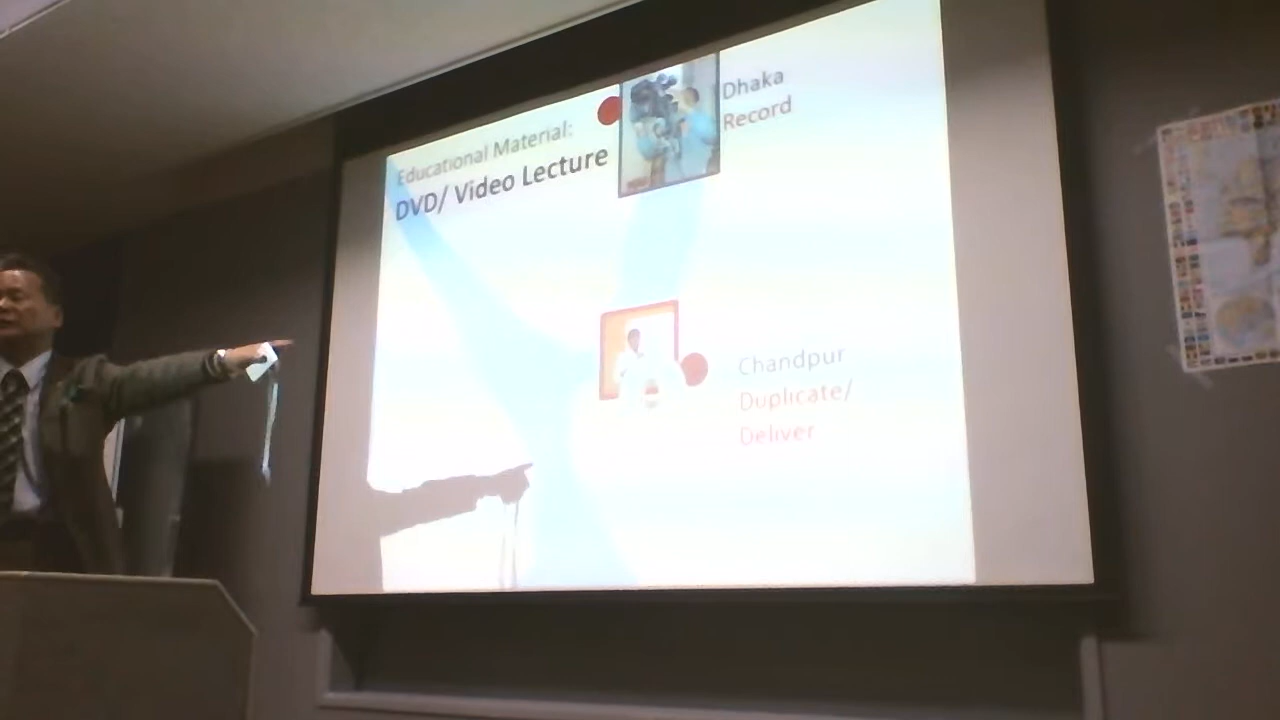 Educational Material:
DVD/ Video Lecture
Dhaka
Record
Chandpur
Duplicate/
Deliver